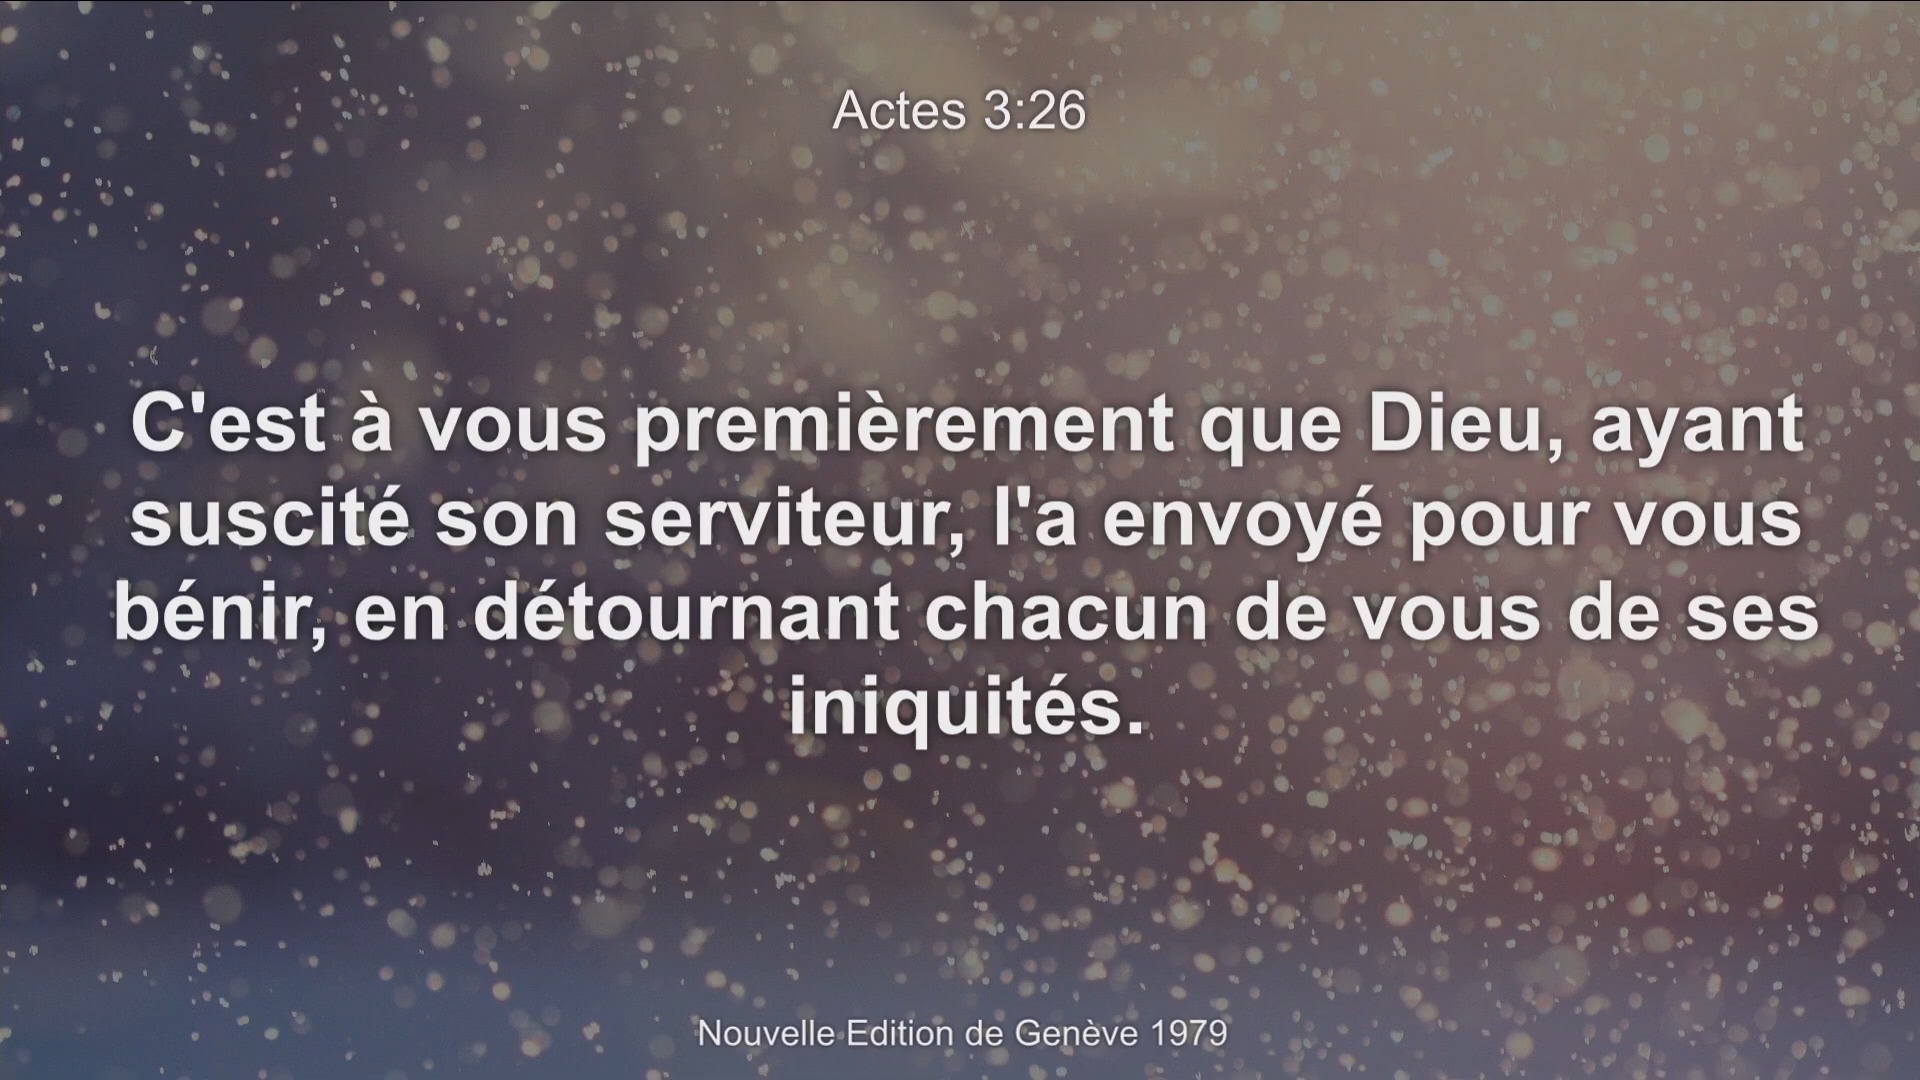 Actes 3:26
C'est à vous premièrement que Dieu, ayant
suscité son serviteur, l'a envoyé pour vous
bénir, en détournant chacun de vous de ses
iniquités.
Nouvelle Edition de Genève 1979